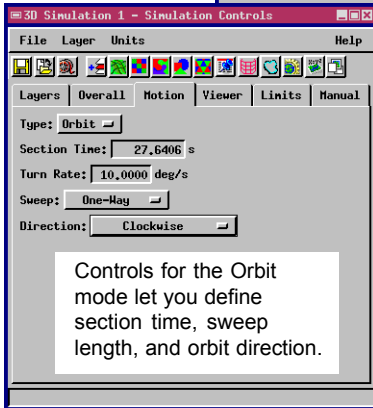 3D Simulation 1 - Simulation Controls
File Layer Units Help
Layers Overall Motion Viewer Limits Manual
Type: Orbit
Section Time: 27.6406 s
Turn Rate: 10.0000 deg/s
Sweep: One-Way
Direction: Clockwise
Controls for the Orbit
mode let you define
section time, sweep
length, and orbit direction.